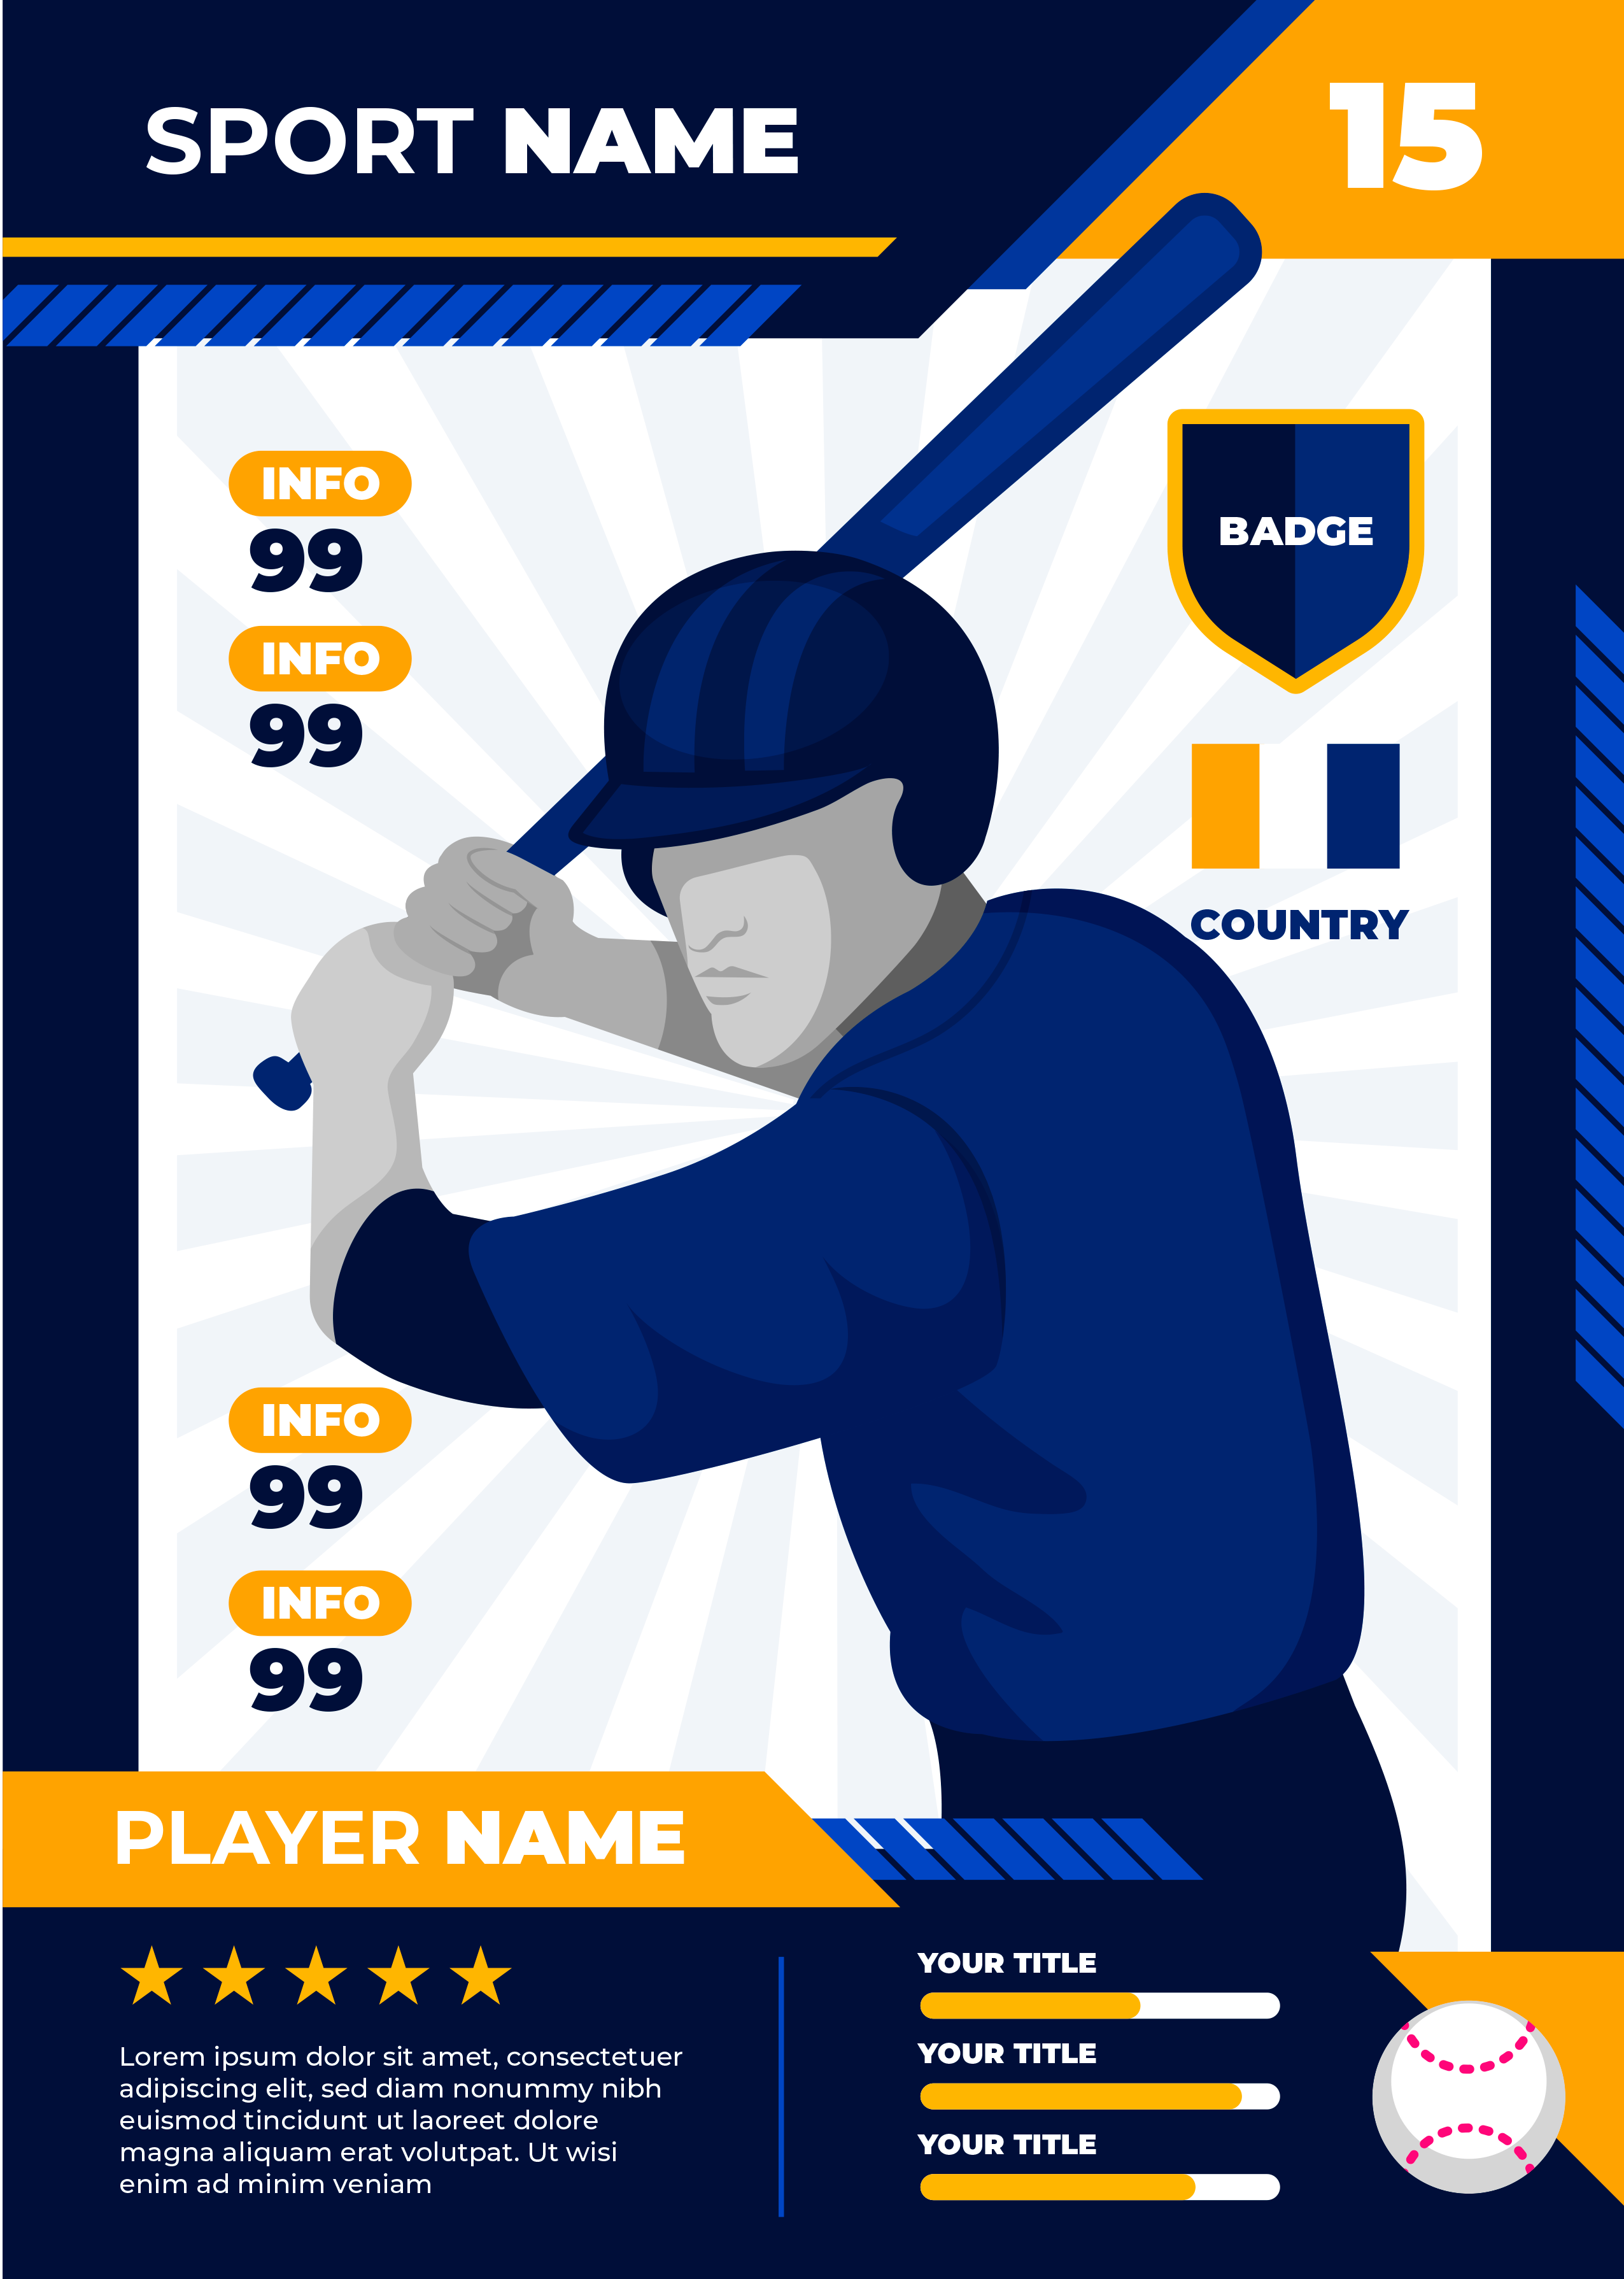 SPORT NAME
15
INFO
99
INFO
99
BADGE
COUNTRY
INFO
99
INFO
99
PLAYER NAME
Lorem ipsum dolor sit amet, consectetuer
adipiscing elit, sed diam nonummy nibh
euismod tincidunt ut laoreet dolore
magna aliquam erat volutpat. Ut wisi
enim ad minim veniam
YOUR TITLE
YOUR TITLE
YOUR TITLE